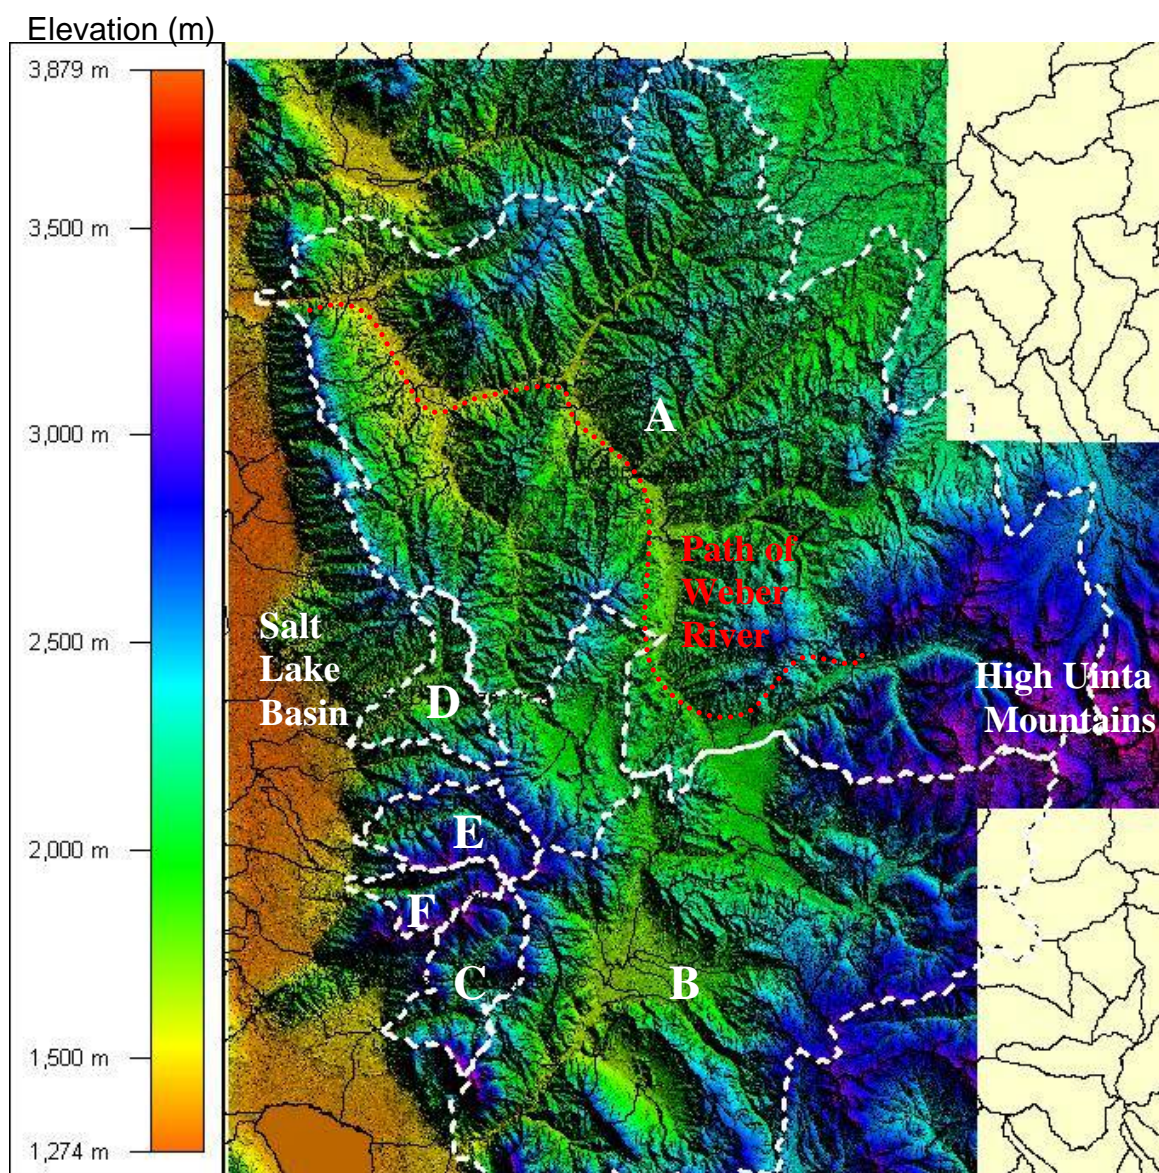 Elevation (m)
3,879 m
3,500 m
3,000 m
2,500 m
2,000 m
1,500 m
1,274 m
A
Path of
Weber
River
Salt
Lake
Basin
D
High Uinta
Mountains
E
F
C
B